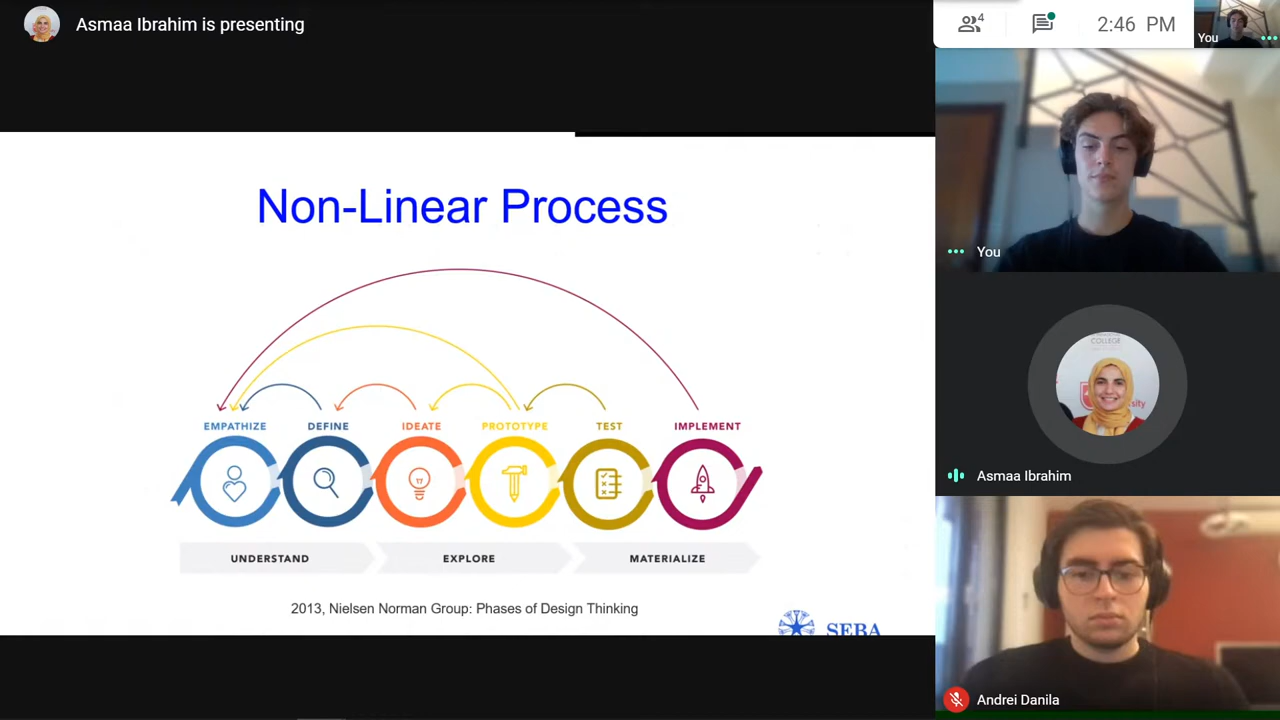 Asmaa Ibrahim is presenting
4
2:46 PM
You
Non-Linear Process
You
EMPATHIZE DEFINE IDEATE PROTOTYPE TEST IMPLEMENT
COLLEGE
Asmaa Ibrahim
UNDERSTAND EXPLORE MATERIALIZE
2013, Nielsen Norman Group: Phases of Design Thinking
SEBA
Andrei Danila